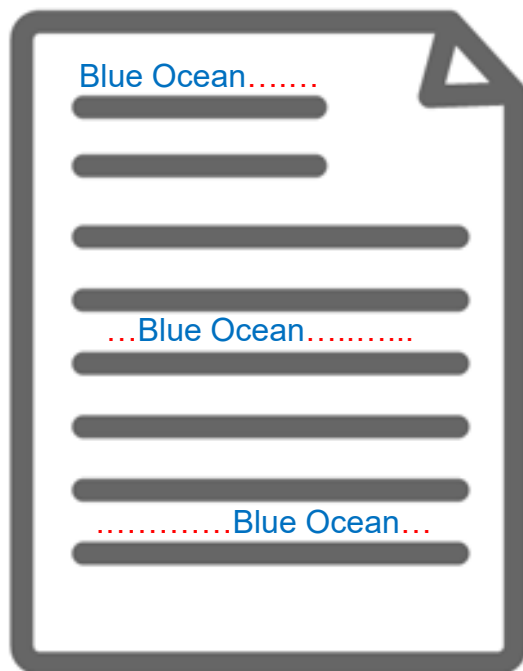 Blue Ocean…….
…Blue Ocean…..…...
………….Blue Ocean…